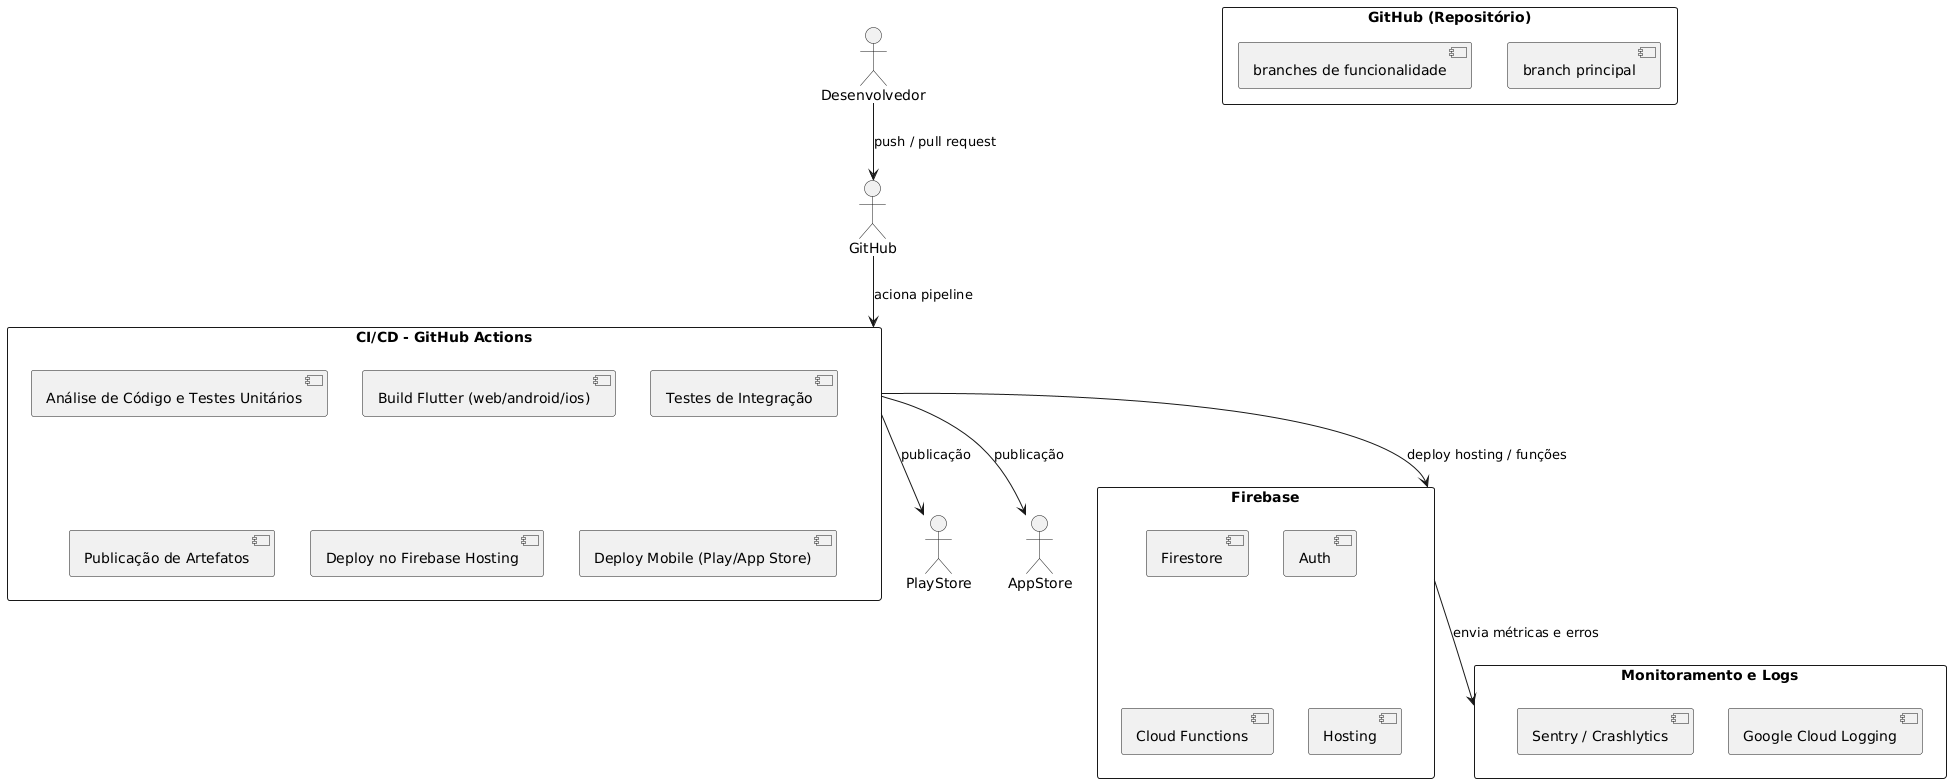 GitHub (Repositório)
branches de funcionalidade
branch principal
Desenvolvedor
push / pull request
GitHub
aciona pipeline
CI/CD - GitHub Actions
Análise de Código e Testes Unitários
Build Flutter (web/android/ios)
Testes de Integração
publicação
publicação
deploy hosting / funções
Publicação de Artefatos
Deploy no Firebase Hosting
Deploy Mobile (Play/App Store)
PlayStore
AppStore
Firebase
Firestore
Auth
envia métricas e erros
Cloud Functions
Hosting
Monitoramento e Logs
Sentry / Crashlytics
Google Cloud Logging